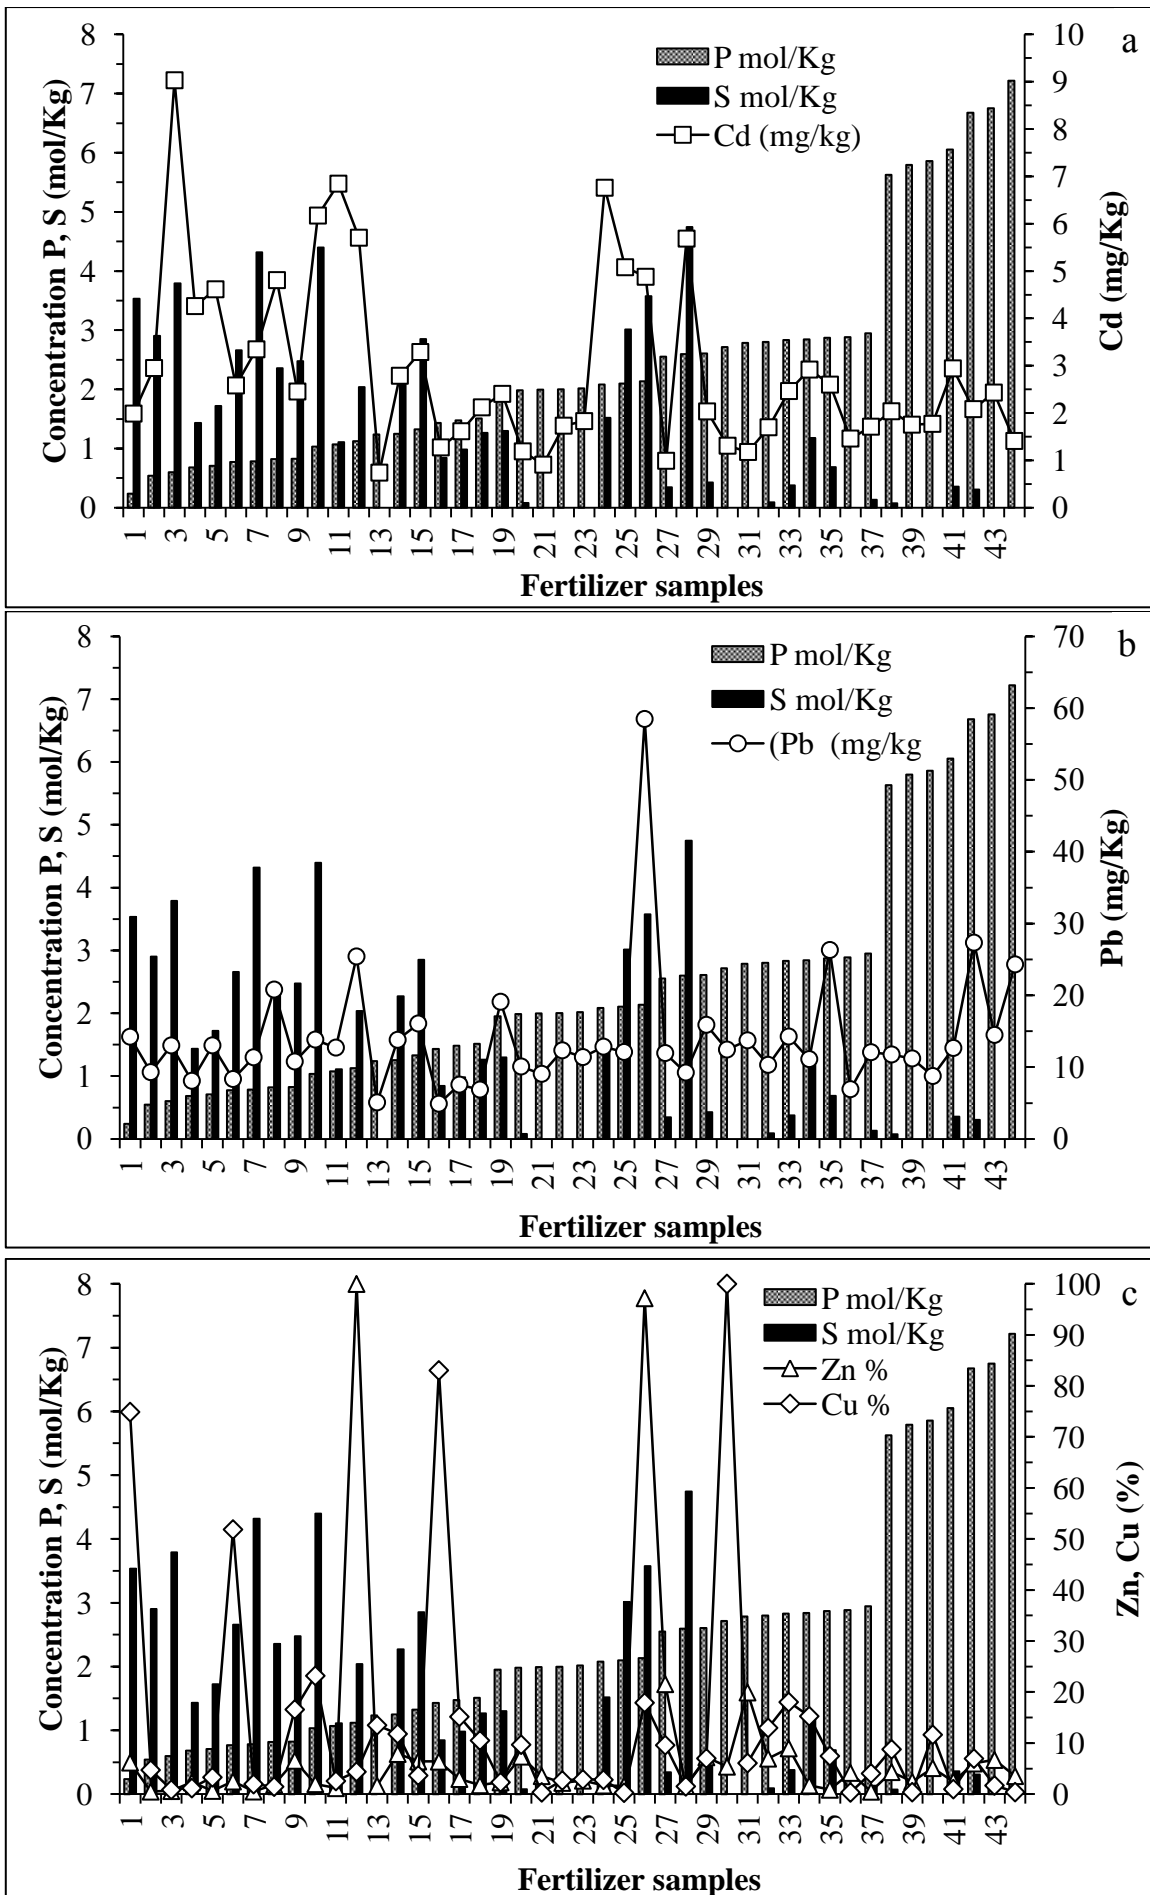 a
P mol/Kg
S mol/Kg
Cd (mg/kg)
Concentration P, S (mol/Kg)
8
7
6
5
4
3
2
1
0
10
9
8
7
6
5
4
3
2
1
0
Cd (mg/Kg)
1 3 5 7 9 11 13 15 17 19 21 23 25 27 29 31 33 35 37 39 41 43
Fertilizer samples
b
P mol/Kg
S mol/Kg
(Pb (mg/kg
Concentration P, S (mol/Kg)
8
7
6
5
4
3
2
1
0
70
60
50
40
30
20
10
0
Pb (mg/Kg)
1 3 5 7 9 11 13 15 17 19 21 23 25 27 29 31 33 35 37 39 41 43
Fertilizer samples
c
P mol/Kg
S mol/Kg
Zn %
Cu %
Concentration P, S (mol/Kg)
8
7
6
5
4
3
2
1
0
100
90
80
70
60
50
40
30
20
10
0
Zn, Cu (%)
1 3 5 7 9 11 13 15 17 19 21 23 25 27 29 31 33 35 37 39 41 43
Fertilizer samples